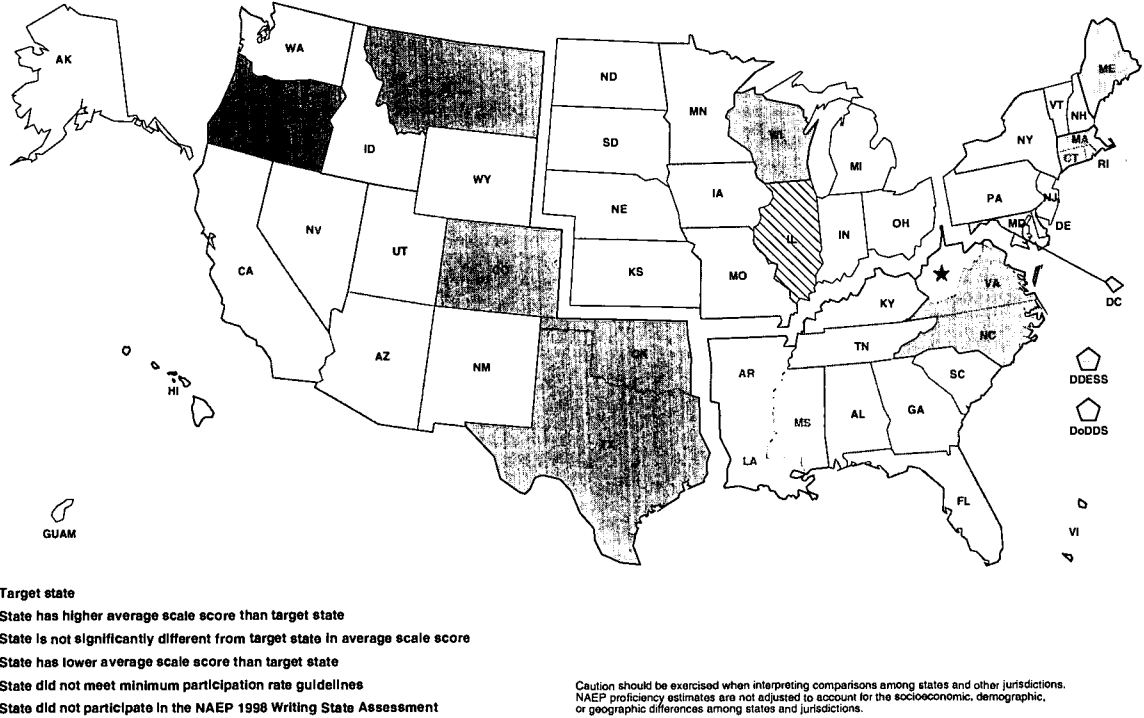 AK
WA
ME
ND
MN
VT
NH
WI
MA
NY
SD
ID
MI
CT
RI
WY
IA
PA
NJ
NE
OH
MD
DE
NV
IN
UT
IL
CA
CO
KS
MO
VA
KY
DC
NC
TN
AZ
OK
NM
AR
SC
DDESS
HI
GA
MS
AL
DoDDS
TX
LA
FL
GUAM
VI
Target state
State has higher average scale score than target state
State is not significantly different from target state in average scale score
State has lower average scale score than target state
State did not meet minimum participation rate guidelines
State did not participate in the NAEP 1998 Writing State Assessment
Caution should be exercised when interpreting comparisons among states and other jurisdictions.
NAEP proficiency estimates are not adjusted to account for the socioeconomic, demographic,
or geographic differences among states and jurisdictions.